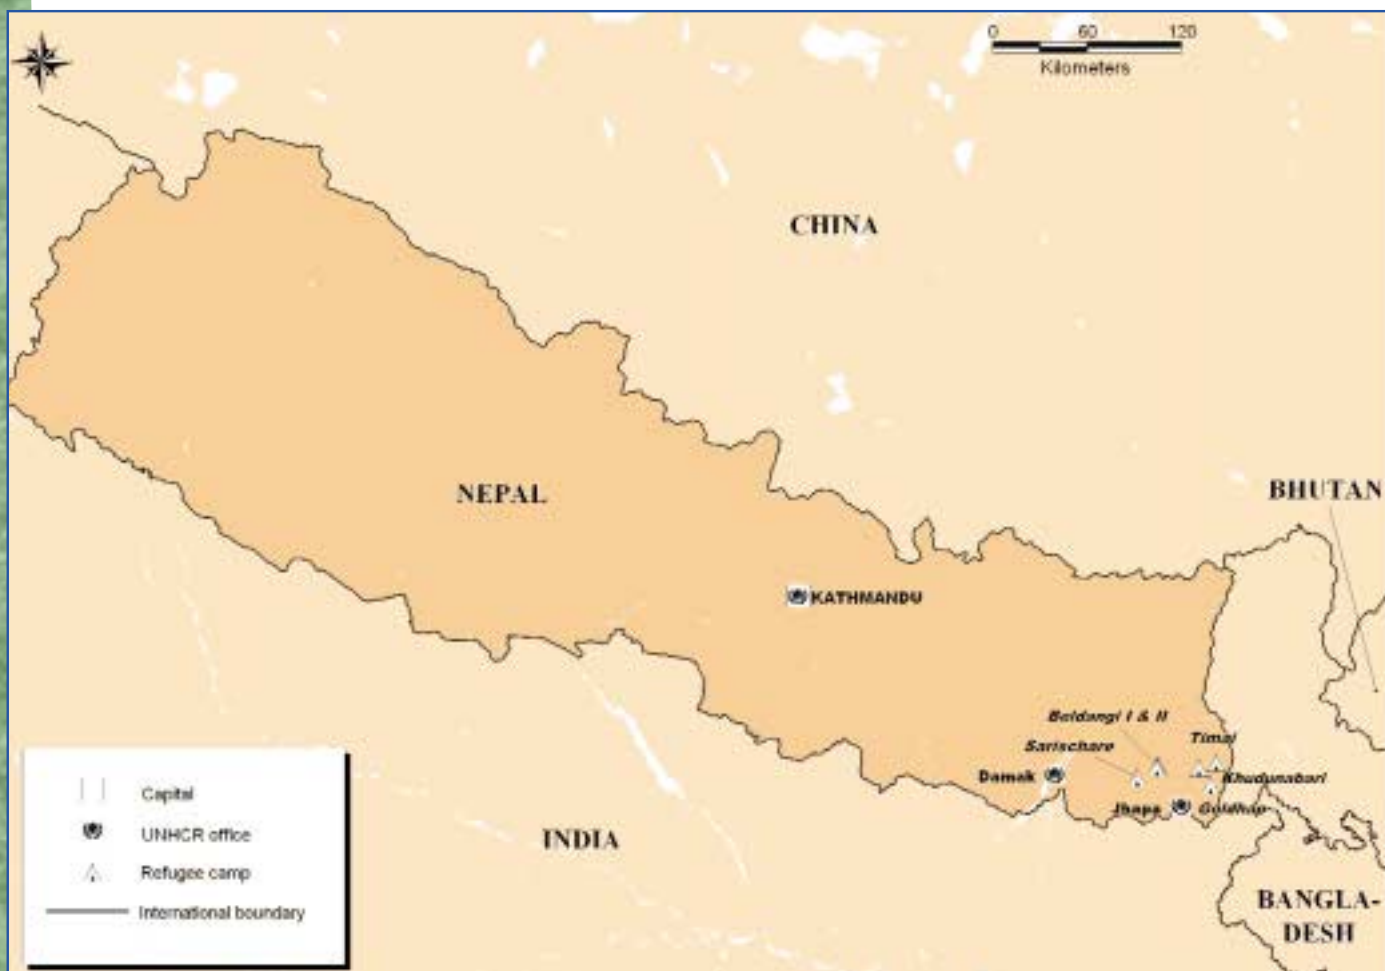 0 60 120
Kilometers
CHINA
NEPAL
BHUTAN
KATHMANDU
Beldangi I & II
Sarischare
Timai
Damak
Khudunabari
Jhapa
Goldhap
INDIA
BANGLA-
DESH
Capital
UNHCR office
Refugee camp
International boundary